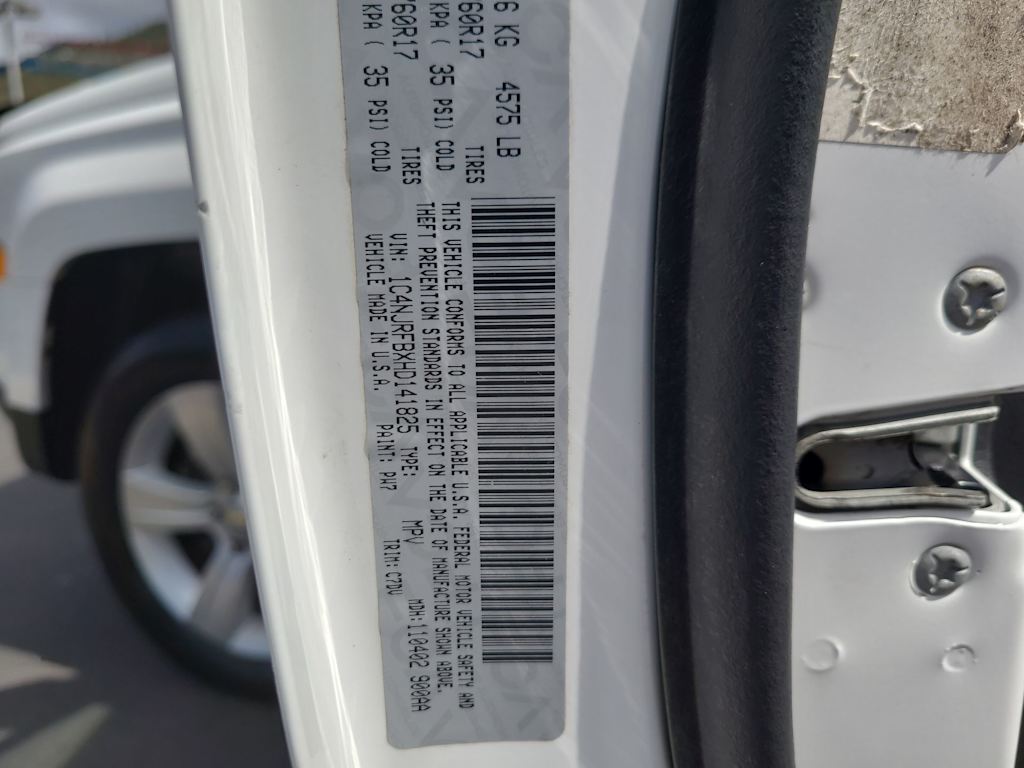 6 KG 4575 LB
60R17 TIRES
KPA ( 35 PSI) COLD
60R17 TIRES
KPA ( 35 PSI) COLD
THIS VEHICLE CONFORMS TO ALL APPLICABLE U.S.A. FEDERAL MOTOR VEHICLE SAFETY AND
THEFT PREVENTION STANDARDS IN EFFECT ON THE DATE OF MANUFACTURE SHOWN ABOVE.
VIN: 1C4NJRFBXHD141825 TYPE: MPV MDH: 110402 900AA
VEHICLE MADE IN U.S.A. PAINT: PW7 TRIM: C7DV